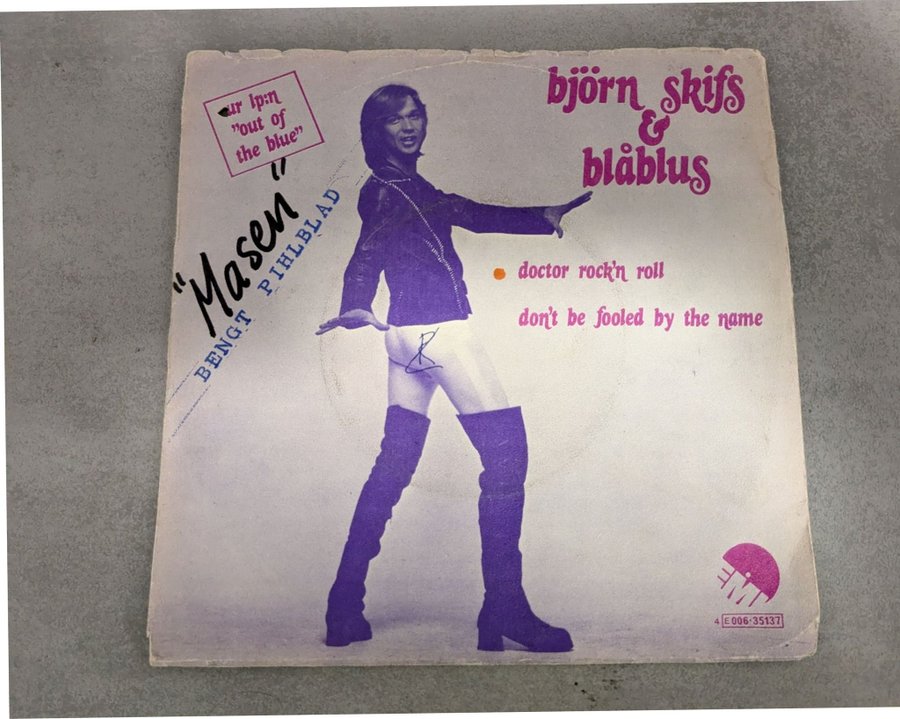 ur lp:n
"out of
the blue"
"Masen"
BENGT PIHLBLAD
björn skifs
&
blåblus
doctor rock'n roll
don't be fooled by the name
EMI
4 E 006·35137